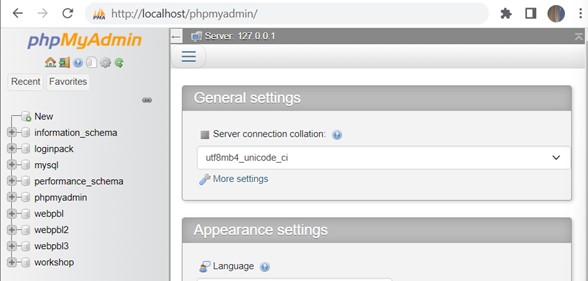 http://localhost/phpmyadmin/
phpMyAdmin
Recent Favorites
New
information_schema
loginpack
mysql
performance_schema
phpmyadmin
webpbl
webpbl2
webpbl3
workshop
Server: 127.0.0.1
General settings
Server connection collation:
utf8mb4_unicode_ci
More settings
Appearance settings
Language